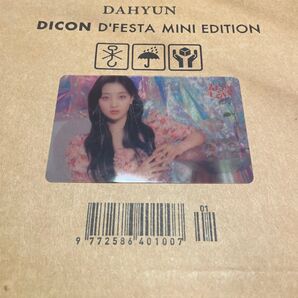 DAHYUN
DICON D'FESTA MINI EDITION
01
9 772586 401007